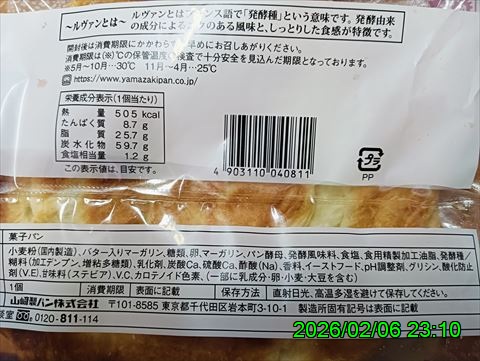 ～ルヴァンとは～
ルヴァンとはフランス語で「発酵種」という意味です。発酵由来
の成分によるコクのある風味と、しっとりした食感が特徴です。
開封後は消費期限にかかわらず、早めにお召しあがりください。
消費期限は、※で示した℃の保管温度、検査で十分安全を見込んだ期限となっております。
※5月～10月…30℃ 11月～4月…25℃
https://www.yamazakipan.co.jp/
栄養成分表示(1個当たり)
熱量 505 kcal
たんぱく質 8.7 g
脂質 25.7 g
炭水化物 59.7 g
食塩相当量 1.2 g
この表示値は、目安です。
4 903110 040811
プラ
PP
菓子パン
小麦粉(国内製造)、バター入りマーガリン、糖類、卵、マーガリン、パン酵母、発酵風味料、食塩、食用精製加工油脂、発酵種/
糊料(加工デンプン、増粘多糖類)、乳化剤、炭酸Ca、硫酸Ca、酢酸(Na)、香料、イーストフード、pH調整剤、グリシン、酸化防止
剤(V.E)、甘味料(ステビア)、V.C、カロテノイド色素、(一部に乳成分・卵・小麦・大豆を含む)
1個 消費期限 表面に記載 保存方法 直射日光、高温多湿を避けて保存してください。
山崎製パン株式会社 〒101-8585 東京都千代田区岩本町3-10-1 製造所固有記号は表面に記載
談室 0120-811-114
2026/02/06 23:10